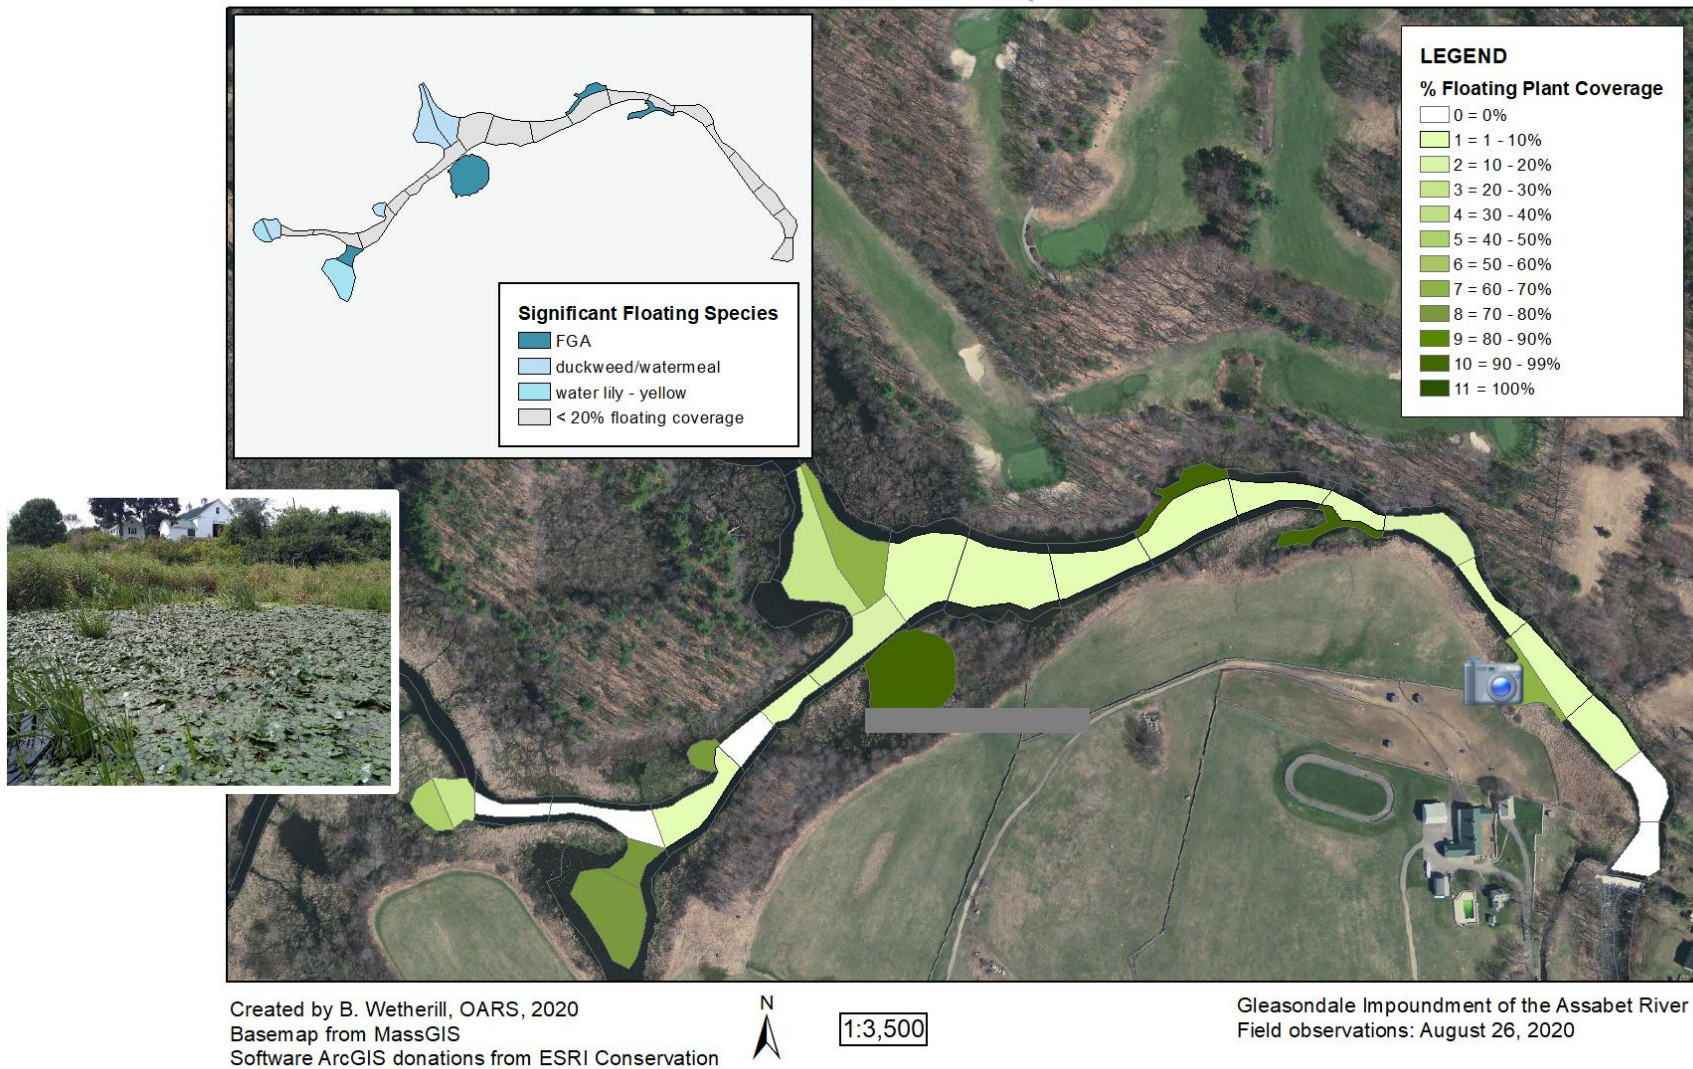 Significant Floating Species
FGA
duckweed/watermeal
water lily - yellow
< 20% floating coverage
LEGEND
% Floating Plant Coverage
0 = 0%
1 = 1 - 10%
2 = 10 - 20%
3 = 20 - 30%
4 = 30 - 40%
5 = 40 - 50%
6 = 50 - 60%
7 = 60 - 70%
8 = 70 - 80%
9 = 80 - 90%
10 = 90 - 99%
11 = 100%
Created by B. Wetherill, OARS, 2020
Basemap from MassGIS
Software ArcGIS donations from ESRI Conservation
N
1:3,500
Gleasondale Impoundment of the Assabet River
Field observations: August 26, 2020